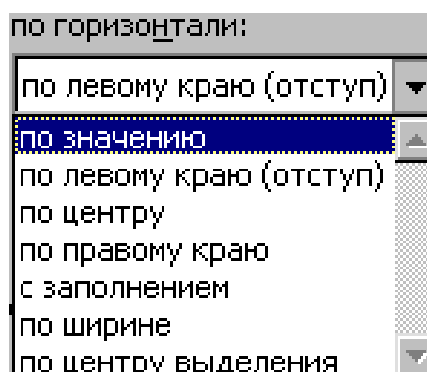 по горизонтали:
по левому краю (отступ)
по значению
по левому краю (отступ)
по центру
по правому краю
с заполнением
по ширине
по центру выделения